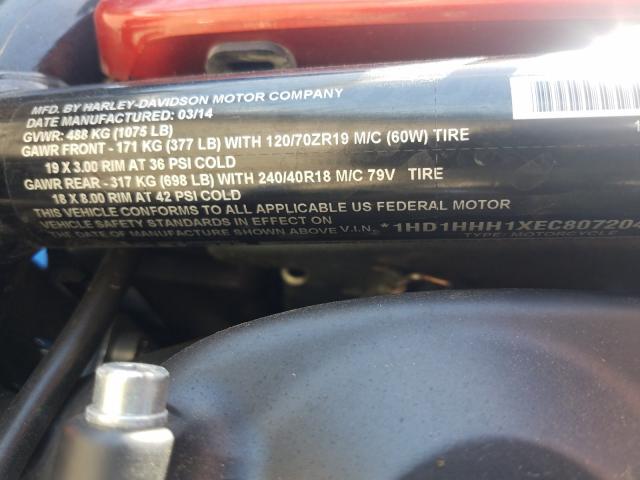 MFD. BY HARLEY-DAVIDSON MOTOR COMPANY
DATE MANUFACTURED: 03/14
GVWR: 488 KG (1075 LB)
GAWR FRONT - 171 KG (377 LB) WITH 120/70ZR19 M/C (60W) TIRE
19 X 3.00 RIM AT 36 PSI COLD
GAWR REAR - 317 KG (698 LB) WITH 240/40R18 M/C 79V TIRE
18 X 8.00 RIM AT 42 PSI COLD
THIS VEHICLE CONFORMS TO ALL APPLICABLE US FEDERAL MOTOR
VEHICLE SAFETY STANDARDS IN EFFECT ON
THE DATE OF MANUFACTURE SHOWN ABOVE V.I.N. *1HD1HHH1XEC807204
TYPE: MOTORCYCLE